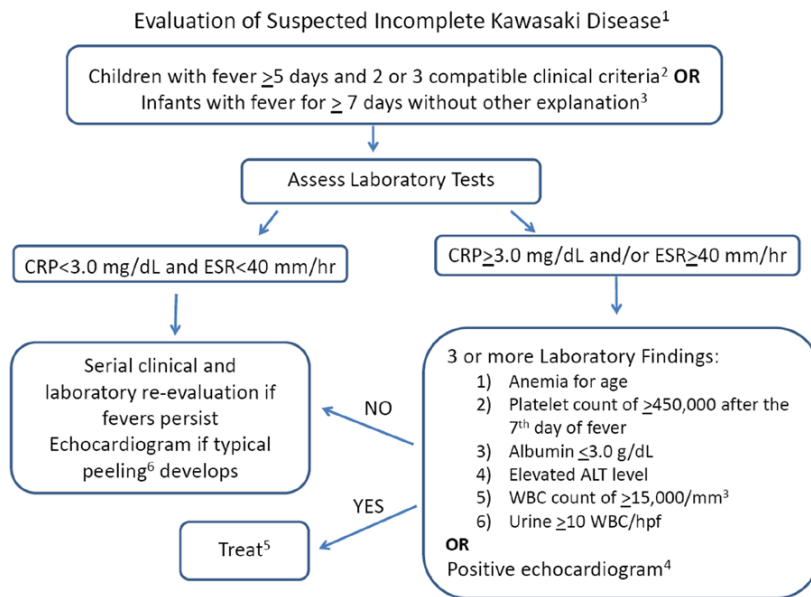 Evaluation of Suspected Incomplete Kawasaki Disease¹
Children with fever ≥5 days and 2 or 3 compatible clinical criteria² OR
Infants with fever for ≥ 7 days without other explanation³
Assess Laboratory Tests
CRP<3.0 mg/dL and ESR<40 mm/hr
CRP≥3.0 mg/dL and/or ESR≥40 mm/hr
Serial clinical and
laboratory re-evaluation if
fevers persist
Echocardiogram if typical
peeling⁶ develops
NO
YES
Treat⁵
3 or more Laboratory Findings:
1) Anemia for age
2) Platelet count of ≥450,000 after the
7th day of fever
3) Albumin ≤3.0 g/dL
4) Elevated ALT level
5) WBC count of ≥15,000/mm³
6) Urine ≥10 WBC/hpf
OR
Positive echocardiogram⁴